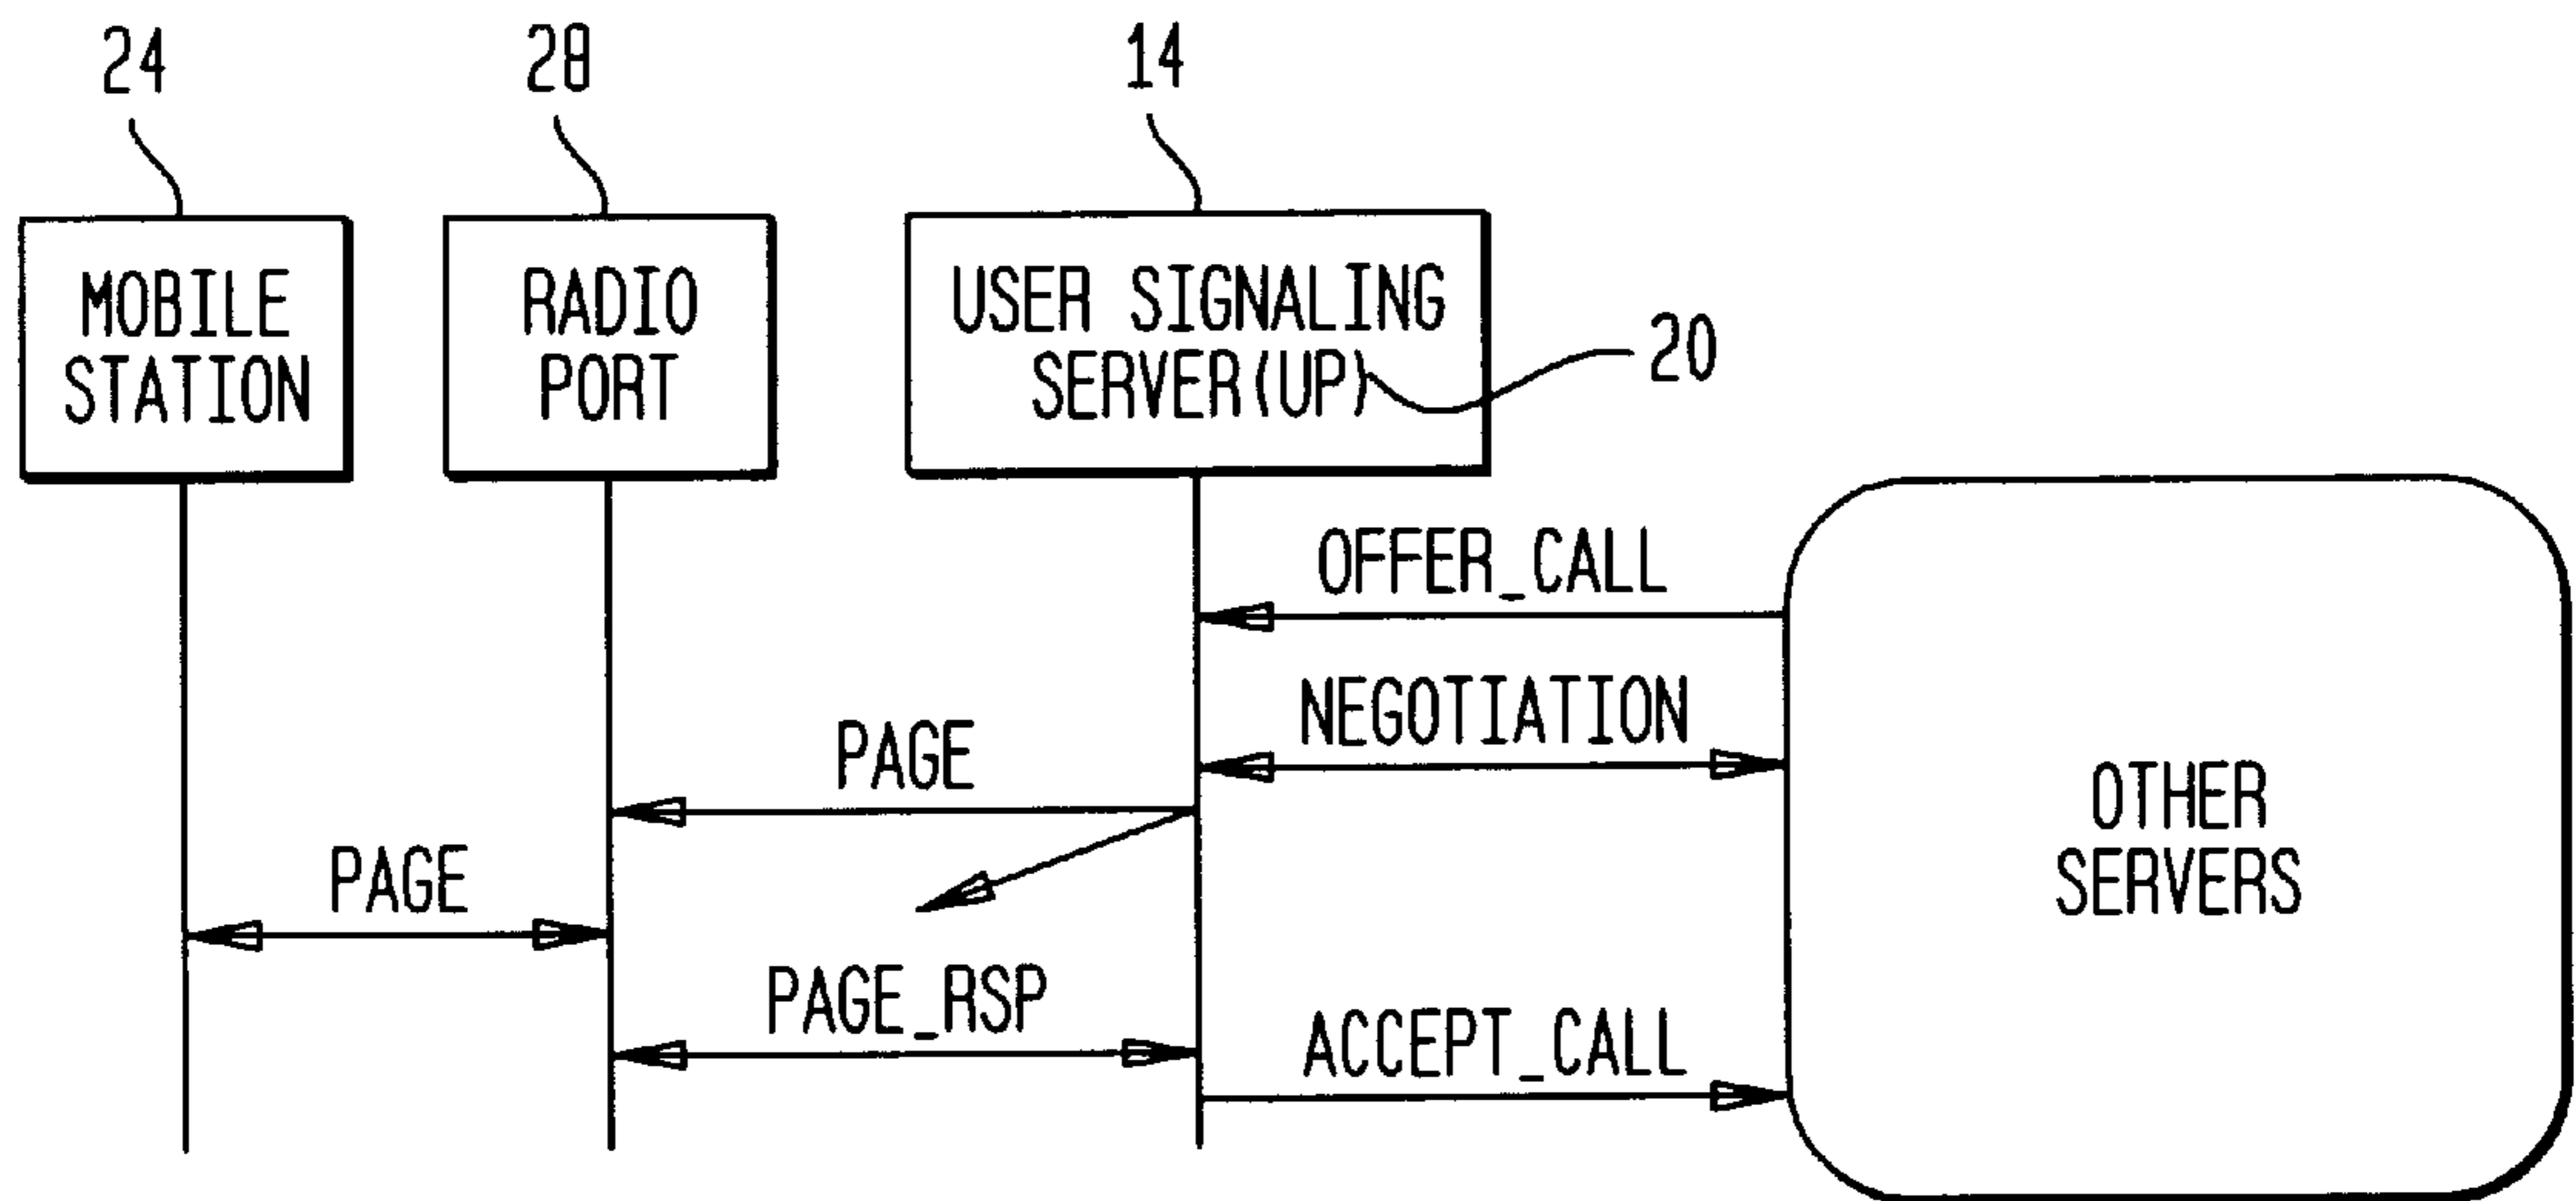 24
28
14
MOBILE
STATION
RADIO
PORT
USER SIGNALING
SERVER(UP)
20
OFFER_CALL
NEGOTIATION
PAGE
PAGE
PAGE_RSP
ACCEPT_CALL
OTHER
SERVERS